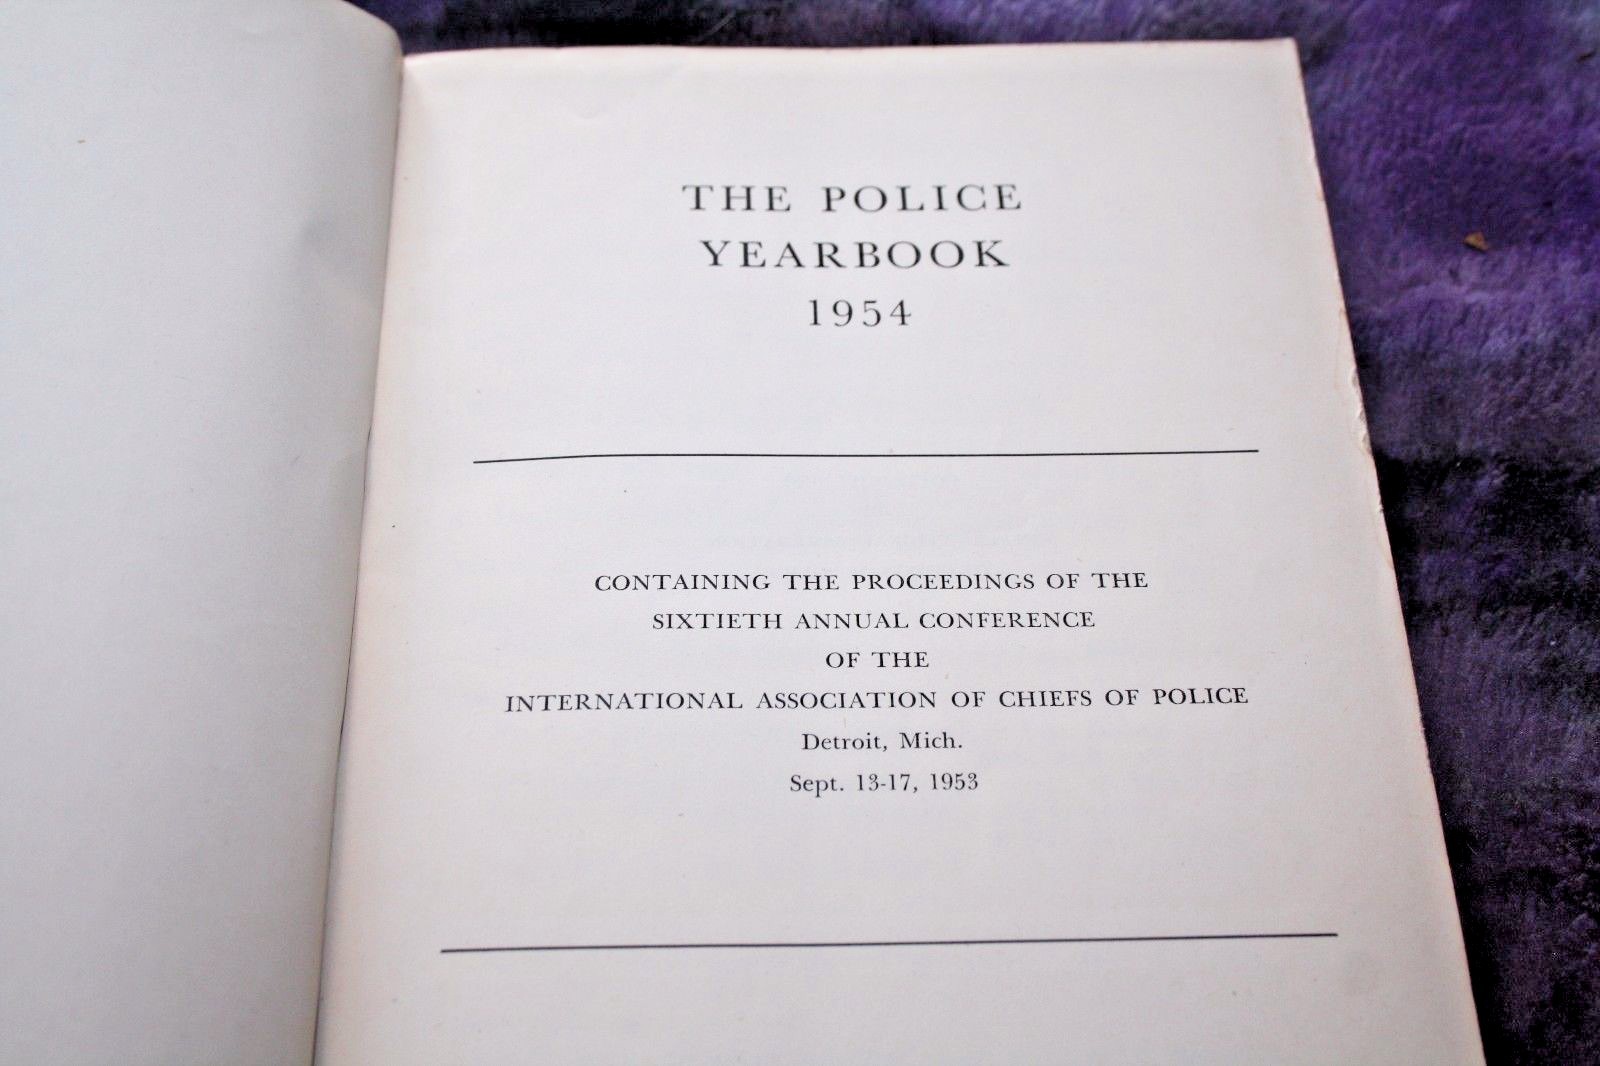 THE POLICE
YEARBOOK
1954
CONTAINING THE PROCEEDINGS OF THE
SIXTIETH ANNUAL CONFERENCE
OF THE
INTERNATIONAL ASSOCIATION OF CHIEFS OF POLICE
Detroit, Mich.
Sept. 13-17, 1953